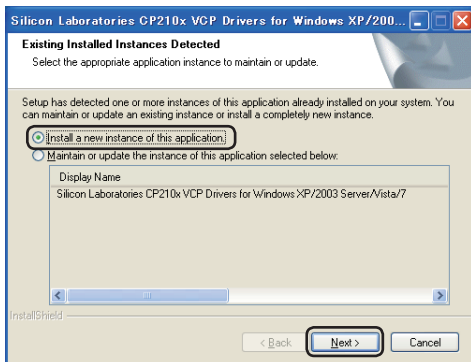 Silicon Laboratories CP210x VCP Drivers for Windows XP/200...
Existing Installed Instances Detected
Select the appropriate application instance to maintain or update.
Setup has detected one or more instances of this application already installed on your system. You
can maintain or update an existing instance or install a completely new instance.
Install a new instance of this application.
Maintain or update the instance of this application selected below:
Display Name
Silicon Laboratories CP210x VCP Drivers for Windows XP/2003 Server/Vista/7
InstallShield
< Back
Next >
Cancel